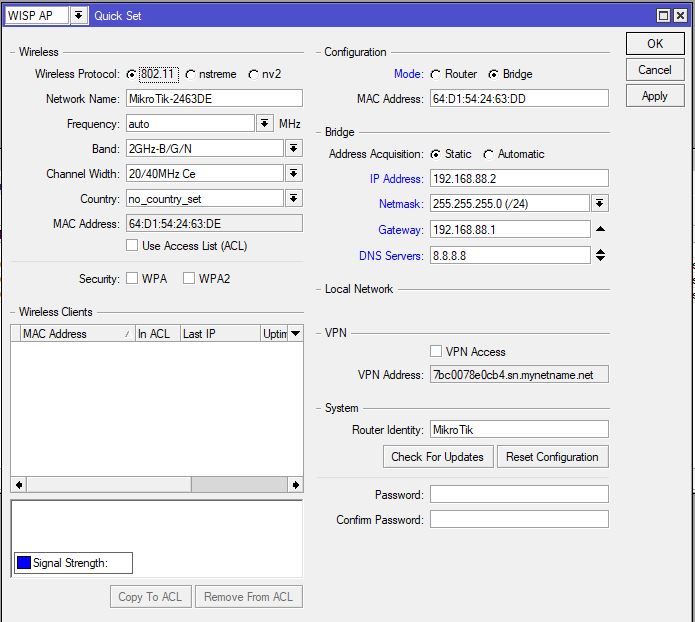 WISP AP Quick Set
Wireless
Wireless Protocol: 802.11 nstreme nv2
Network Name: MikroTik-2463DE
Frequency: auto MHz
Band: 2GHz-B/G/N
Channel Width: 20/40MHz Ce
Country: no_country_set
MAC Address: 64:D1:54:24:63:DE
Use Access List (ACL)
Security: WPA WPA2
Wireless Clients
MAC Address In ACL Last IP Uptim
Signal Strength:
Copy To ACL Remove From ACL
Configuration
Mode: Router Bridge
MAC Address: 64:D1:54:24:63:DD
Bridge
Address Acquisition: Static Automatic
IP Address: 192.168.88.2
Netmask: 255.255.255.0 (/24)
Gateway: 192.168.88.1
DNS Servers: 8.8.8.8
Local Network
VPN
VPN Access
VPN Address: 7bc0078e0cb4.sn.mynetname.net
System
Router Identity: MikroTik
Check For Updates Reset Configuration
Password:
Confirm Password:
OK
Cancel
Apply